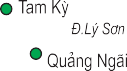 Tam Kỳ
Đ.Lý Sơn
Quảng Ngãi